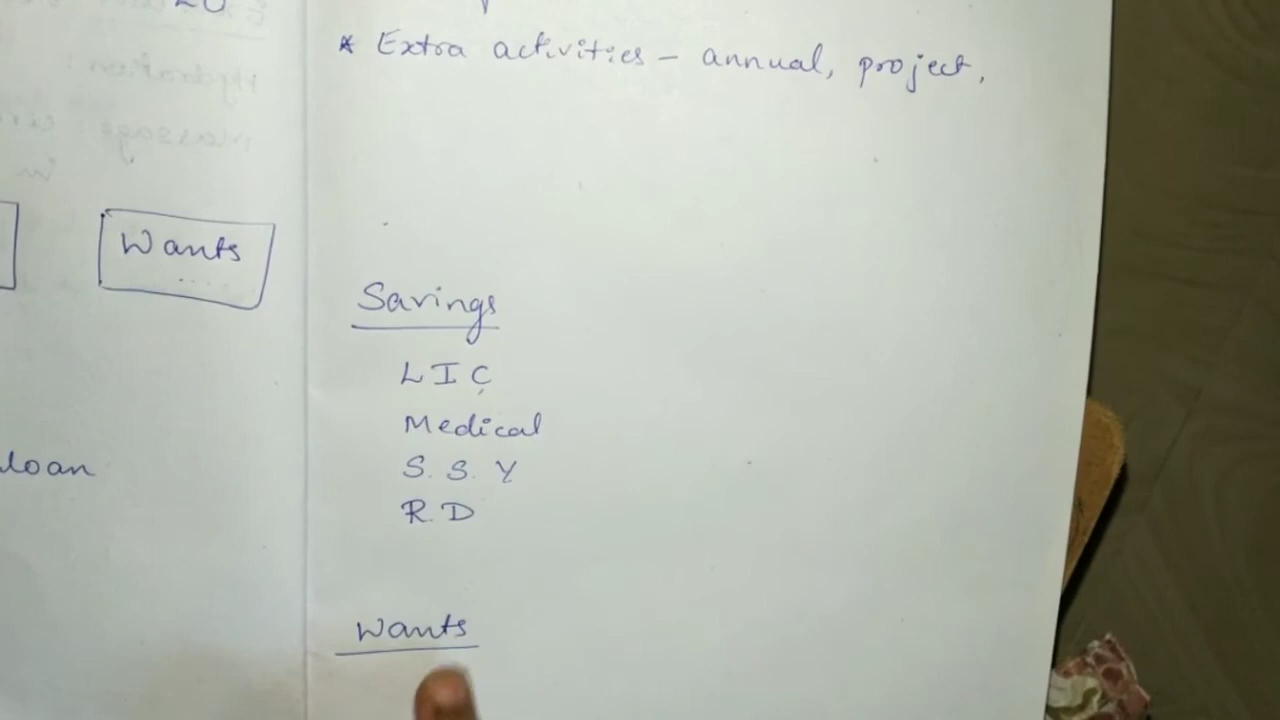 * Extra activities - annual, project,
Wants
Savings
LIC
Medical
S. S. Y
R. D
loan
Wants